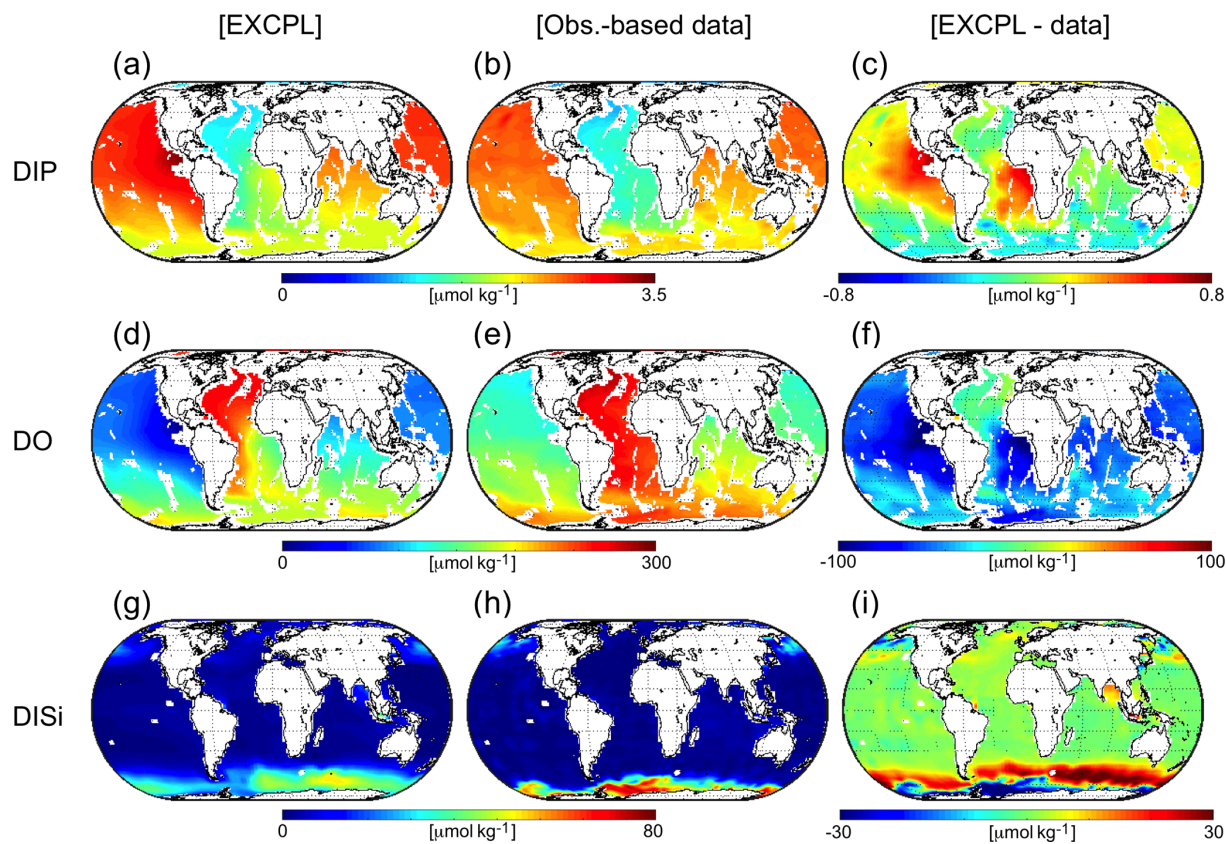 [EXCPL] [Obs.-based data] [EXCPL - data]
(a) (b) (c)
DIP
0 [μmol kg⁻¹] 3.5 -0.8 [μmol kg⁻¹] 0.8
(d) (e) (f)
DO
0 [μmol kg⁻¹] 300 -100 [μmol kg⁻¹] 100
(g) (h) (i)
DISi
0 [μmol kg⁻¹] 80 -30 [μmol kg⁻¹] 30